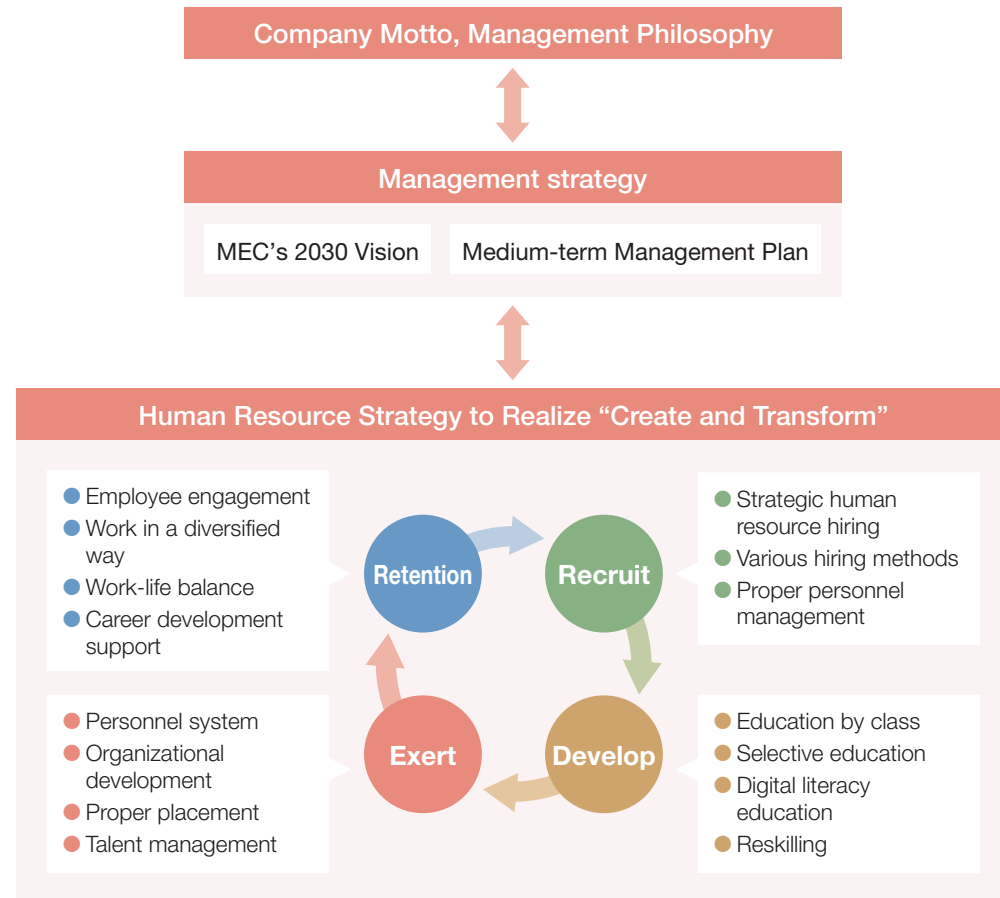 Company Motto, Management Philosophy
Management strategy
MEC's 2030 Vision
Medium-term Management Plan
Human Resource Strategy to Realize “Create and Transform”
● Employee engagement
● Work in a diversified
way
● Work-life balance
● Career development
support
Retention
Recruit
● Strategic human
resource hiring
● Various hiring methods
● Proper personnel
management
● Personnel system
● Organizational
development
● Proper placement
● Talent management
Exert
Develop
● Education by class
● Selective education
● Digital literacy
education
● Reskilling